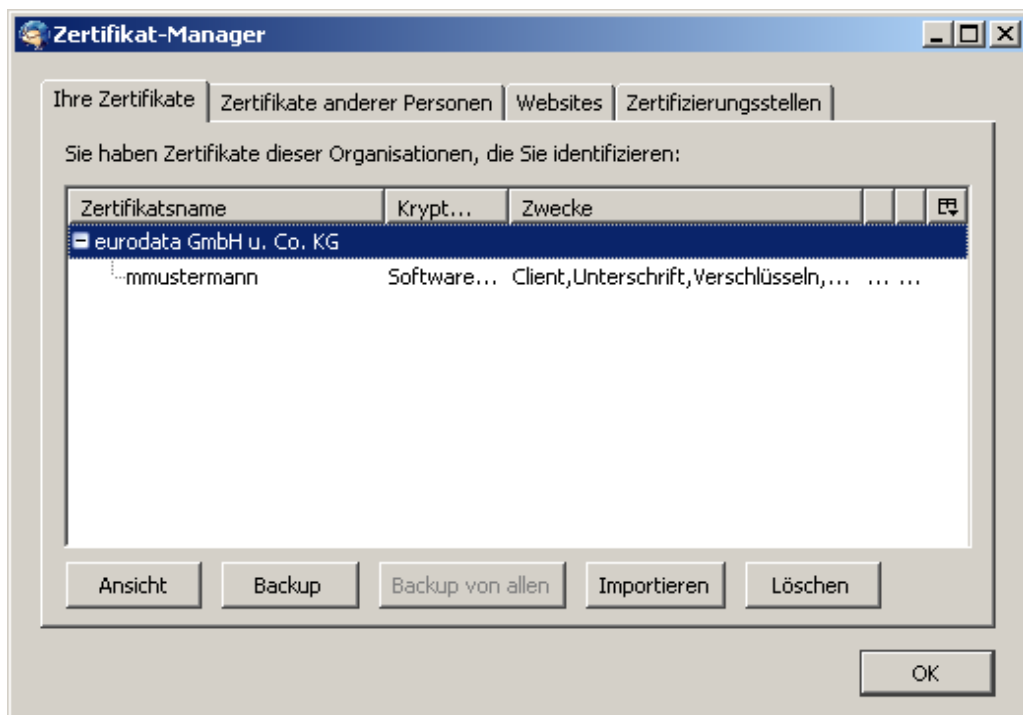 Zertifikat-Manager
Ihre Zertifikate Zertifikate anderer Personen Websites Zertifizierungsstellen
Sie haben Zertifikate dieser Organisationen, die Sie identifizieren:
Zertifikatsname Krypt... Zwecke
eurodata GmbH u. Co. KG
mmustermann Software... Client,Unterschrift,Verschlüsseln,... ... ...
Ansicht Backup Backup von allen Importieren Löschen
OK